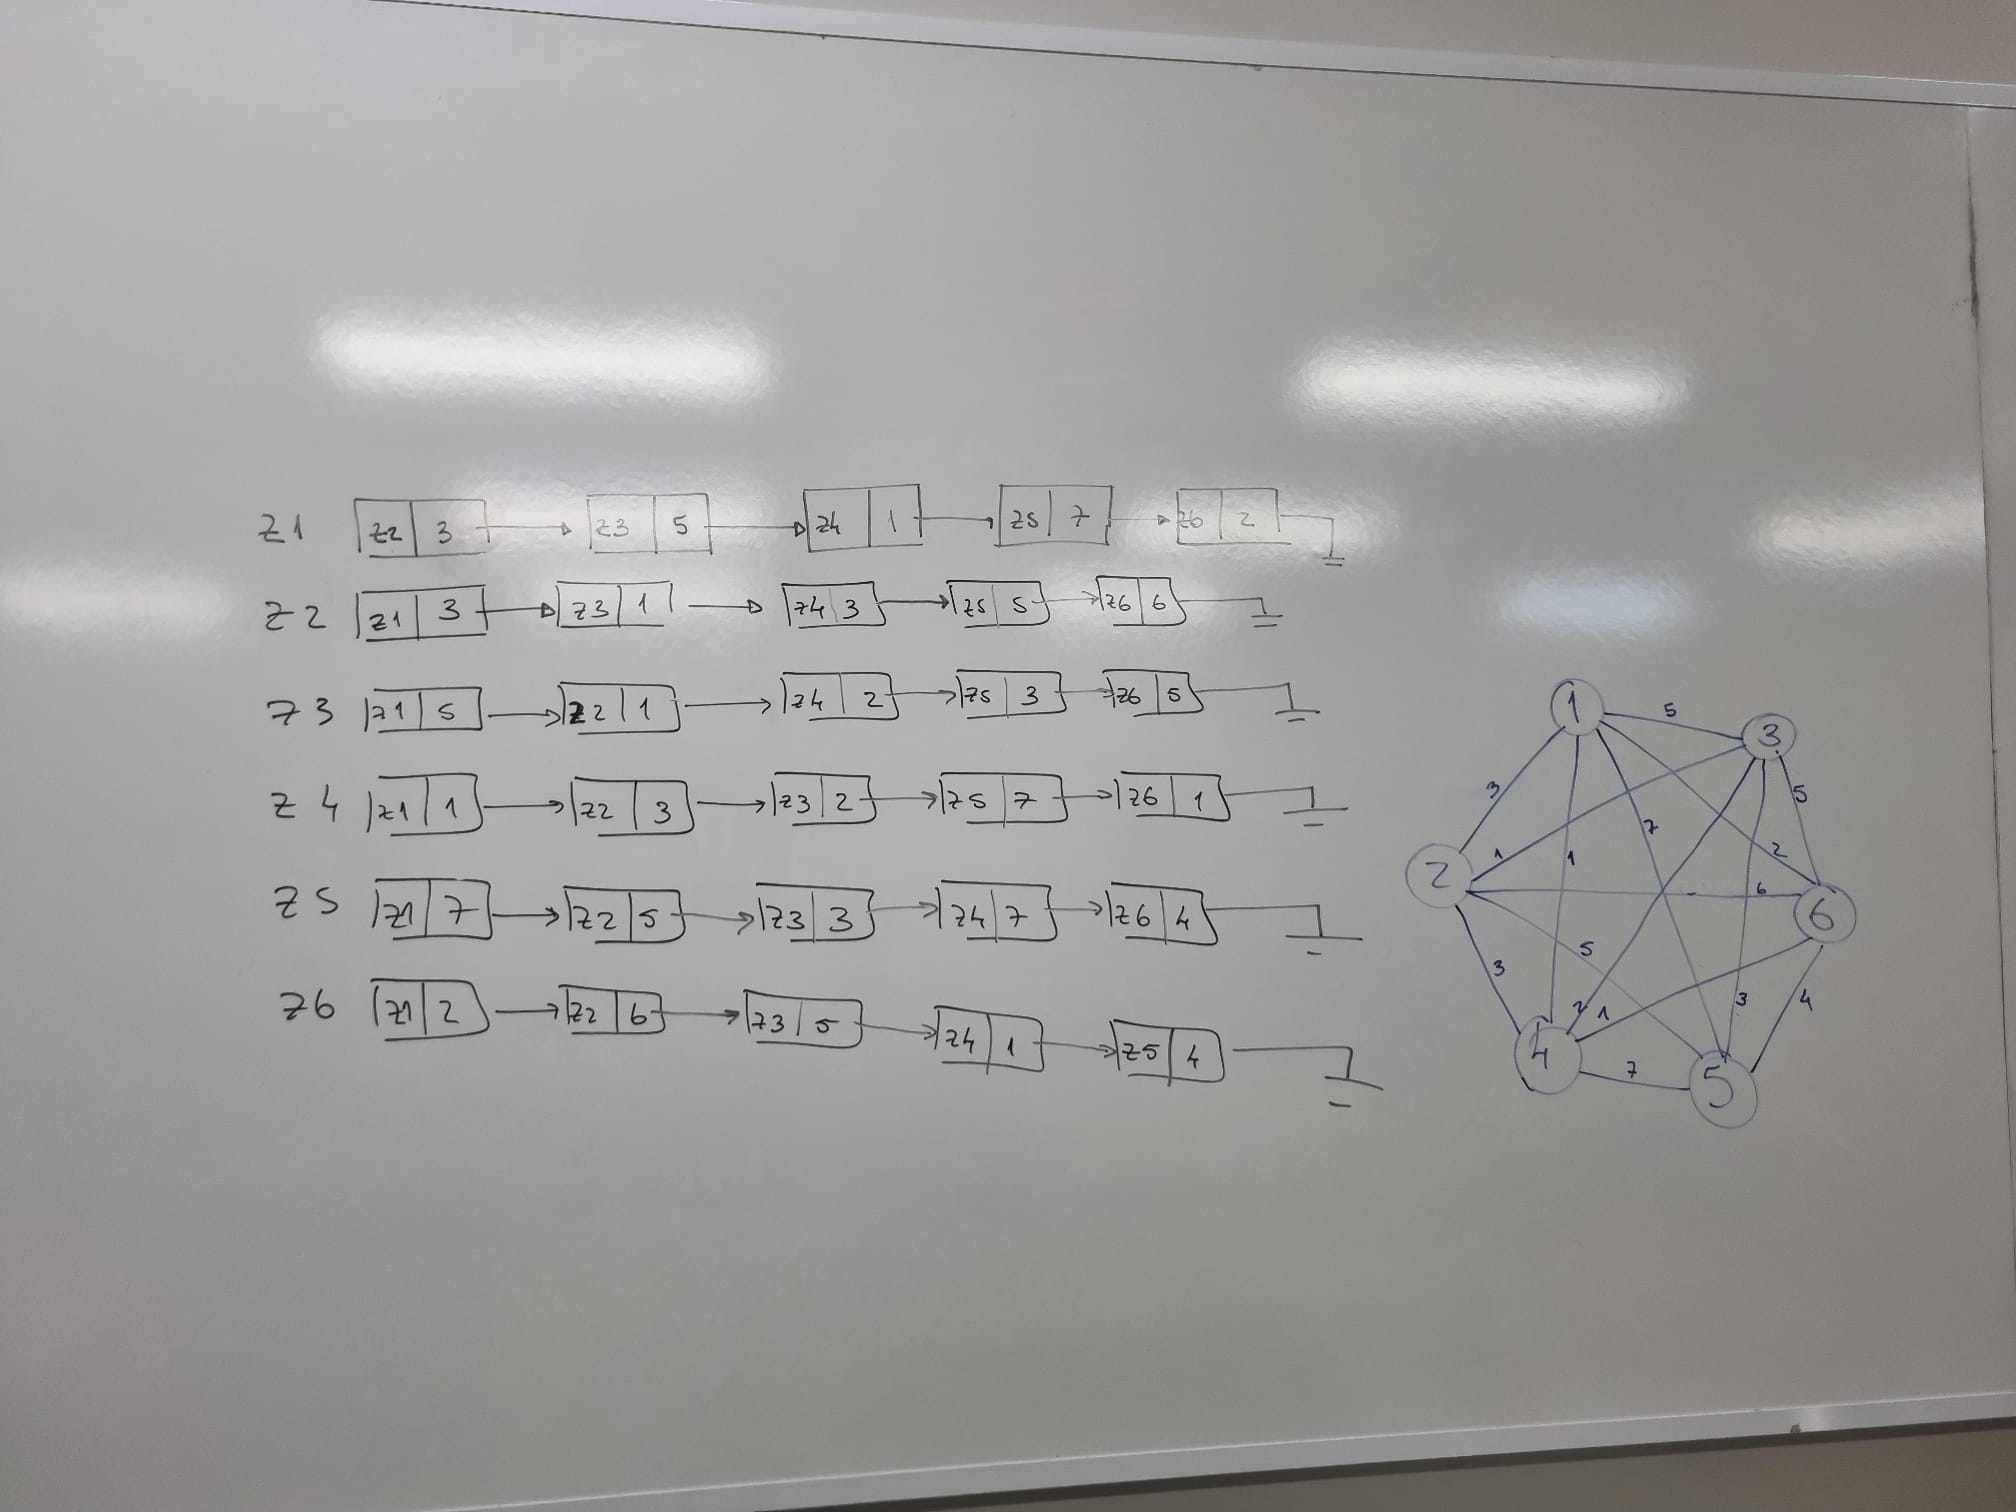 Z1 Z2 3 Z3 5 Z4 1 Z5 7 Z6 2
Z2 Z1 3 Z3 1 Z4 3 Z5 5 Z6 6
Z3 Z1 5 Z2 1 Z4 2 Z5 3 Z6 5
Z4 Z1 1 Z2 3 Z3 2 Z5 7 Z6 1
Z5 Z1 7 Z2 5 Z3 3 Z4 7 Z6 4
Z6 Z1 2 Z2 6 Z3 5 Z4 1 Z5 4
1 5 3
3 5
7
1 1 2
2 6
6
5
3
2 1 3 4
4 7 5